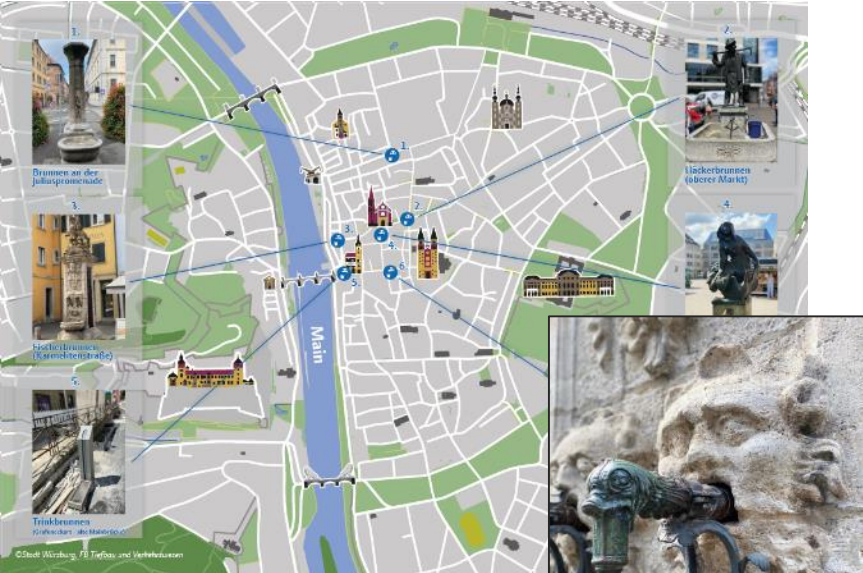 1.
Brunnen an der
Juliuspromenade
2.
Häckerbrunnen
(oberer Markt)
3.
Fischerbrunnen
(Karmelitenstraße)
4.
5.
Trinkbrunnen
1.
2.
3.
4.
5.
6.
Main
©Stadt Würzburg, FB Tiefbau und Verkehrswesen